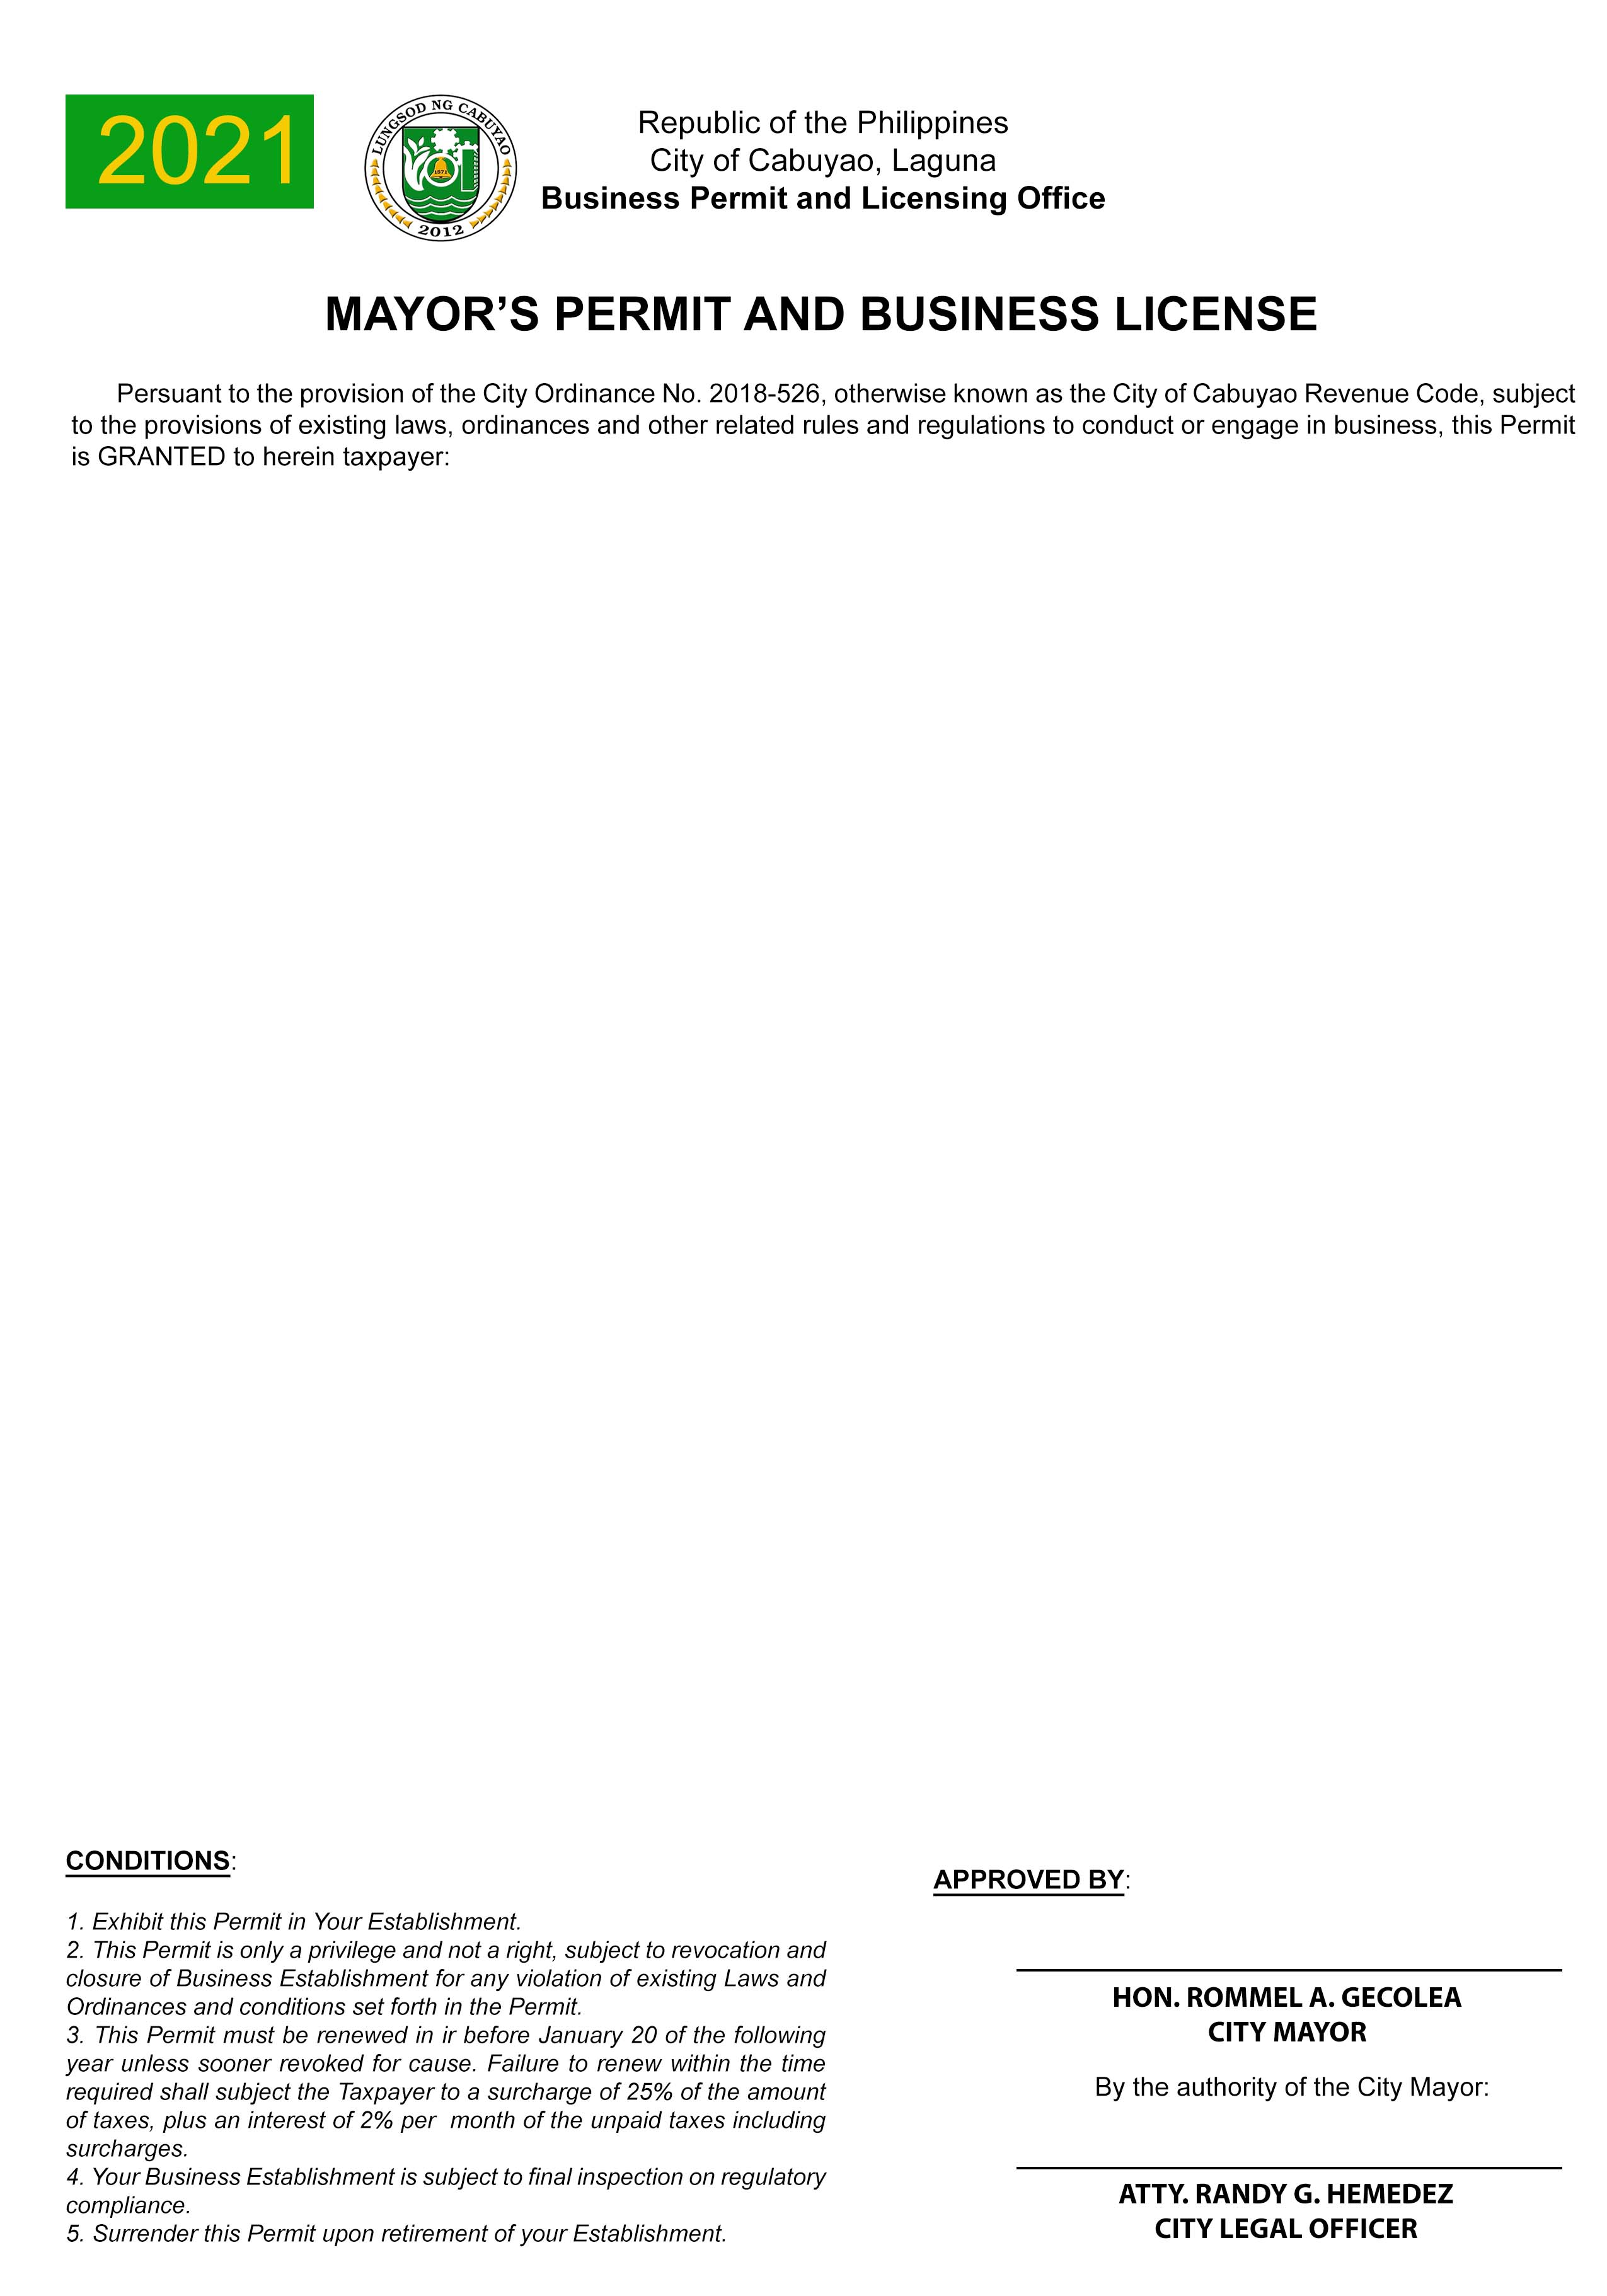 2021
LUNGSOD NG CABUYAO
1571
2012
Republic of the Philippines
City of Cabuyao, Laguna
Business Permit and Licensing Office
MAYOR’S PERMIT AND BUSINESS LICENSE
Persuant to the provision of the City Ordinance No. 2018-526, otherwise known as the City of Cabuyao Revenue Code, subject
to the provisions of existing laws, ordinances and other related rules and regulations to conduct or engage in business, this Permit
is GRANTED to herein taxpayer:
CONDITIONS:
1. Exhibit this Permit in Your Establishment.
2. This Permit is only a privilege and not a right, subject to revocation and
closure of Business Establishment for any violation of existing Laws and
Ordinances and conditions set forth in the Permit.
3. This Permit must be renewed in ir before January 20 of the following
year unless sooner revoked for cause. Failure to renew within the time
required shall subject the Taxpayer to a surcharge of 25% of the amount
of taxes, plus an interest of 2% per  month of the unpaid taxes including
surcharges.
4. Your Business Establishment is subject to final inspection on regulatory
compliance.
5. Surrender this Permit upon retirement of your Establishment.
APPROVED BY:
HON. ROMMEL A. GECOLEA
CITY MAYOR
By the authority of the City Mayor:
ATTY. RANDY G. HEMEDEZ
CITY LEGAL OFFICER